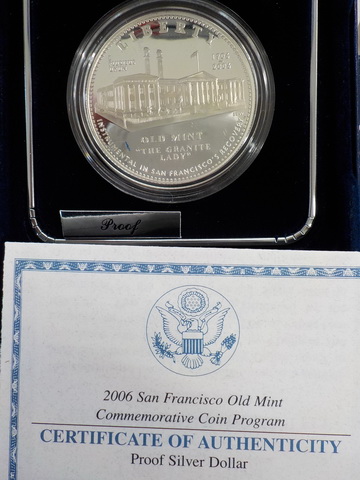 LIBERTY
OLD MINT
"THE GRANITE
LADY"
INSTRUMENTAL IN SAN FRANCISCO'S RECOVERY
Proof
2006 San Francisco Old Mint
Commemorative Coin Program
CERTIFICATE OF AUTHENTICITY
Proof Silver Dollar